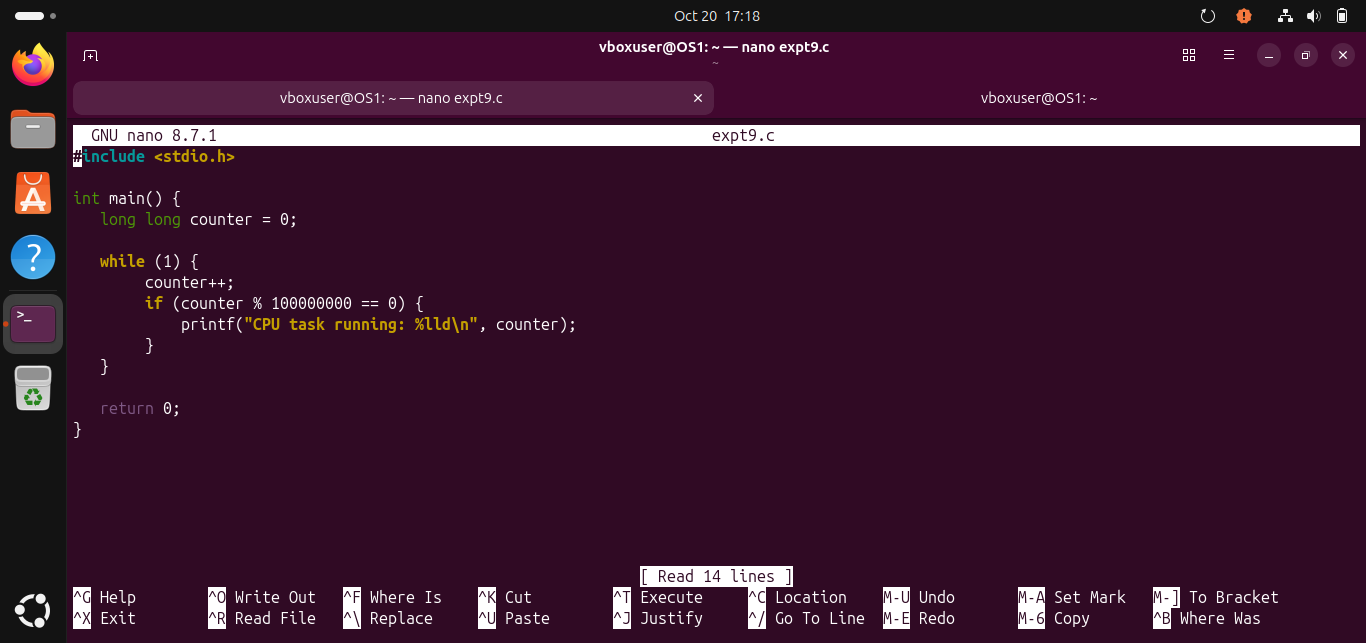 Oct 20 17:18
vboxuser@OS1: ~ — nano expt9.c
~
vboxuser@OS1: ~ — nano expt9.c
vboxuser@OS1: ~
GNU nano 8.7.1 expt9.c
#include <stdio.h>
int main() {
   long long counter = 0;
   while (1) {
        counter++;
        if (counter % 100000000 == 0) {
            printf("CPU task running: %lld\n", counter);
        }
   }
   return 0;
}
[ Read 14 lines ]
^G Help ^O Write Out ^F Where Is ^K Cut ^T Execute ^C Location M-U Undo M-A Set Mark M-] To Bracket
^X Exit ^R Read File ^\ Replace ^U Paste ^J Justify ^/ Go To Line M-E Redo M-6 Copy ^B Where Was